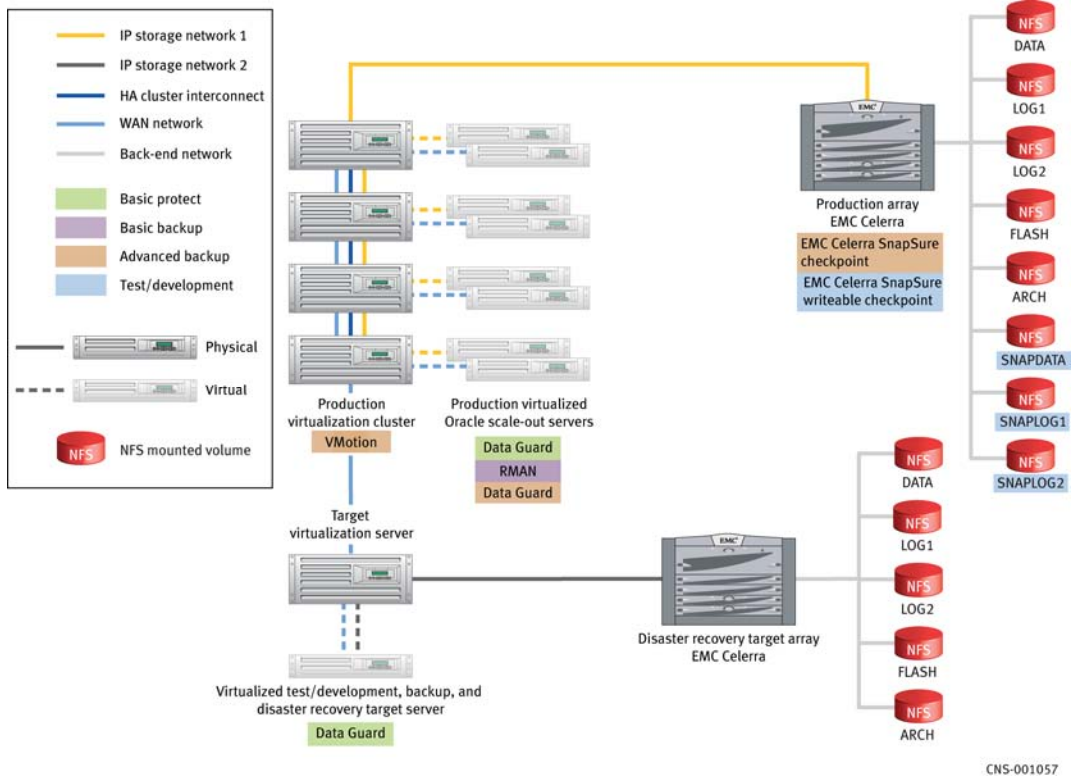 IP storage network 1
IP storage network 2
HA cluster interconnect
WAN network
Back-end network
Basic protect
Basic backup
Advanced backup
Test/development
Physical
Virtual
NFS
NFS mounted volume
Production
virtualization cluster
VMotion
Production virtualized
Oracle scale-out servers
Data Guard
RMAN
Data Guard
EMC²
Production array
EMC Celerra
EMC Celerra SnapSure
checkpoint
EMC Celerra SnapSure
writeable checkpoint
NFS
DATA
NFS
LOG1
NFS
LOG2
NFS
FLASH
NFS
ARCH
NFS
SNAPDATA
NFS
SNAPLOG1
NFS
SNAPLOG2
Target
virtualization server
Virtualized test/development, backup, and
disaster recovery target server
Data Guard
EMC²
Disaster recovery target array
EMC Celerra
NFS
DATA
NFS
LOG1
NFS
LOG2
NFS
FLASH
NFS
ARCH
CNS-001057